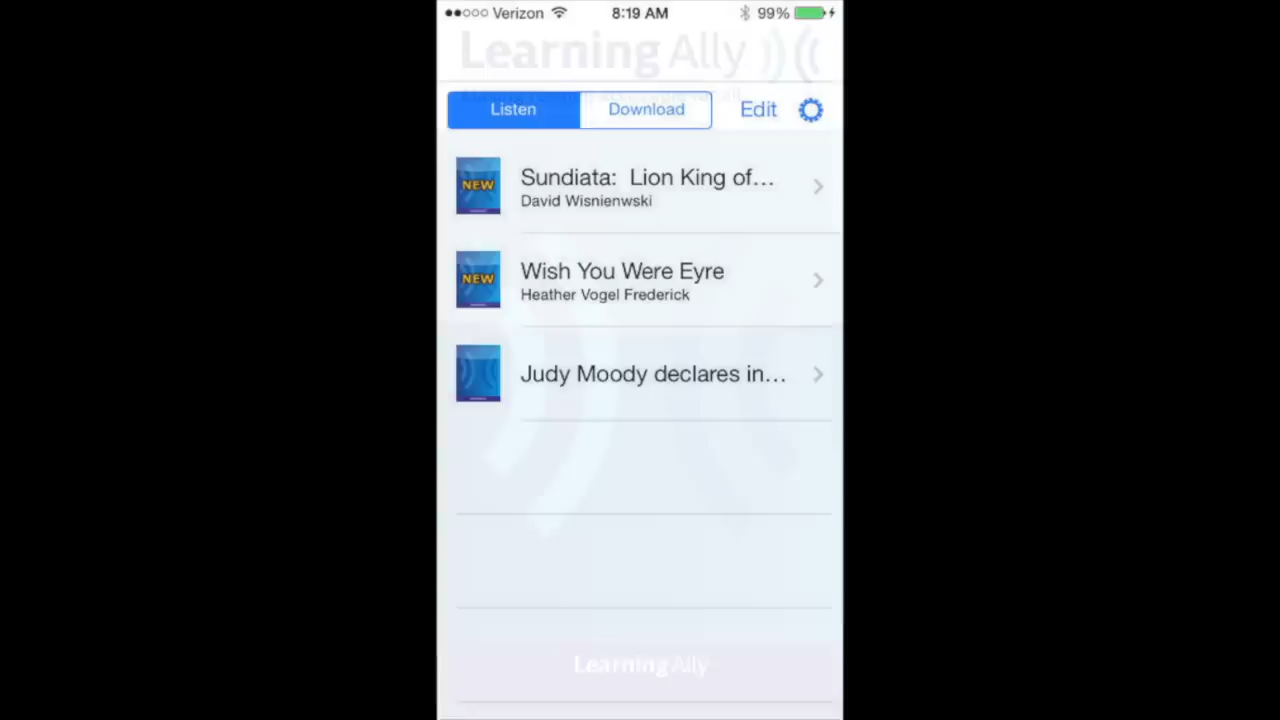 Verizon 8:19 AM 99%
Learning Ally
Listen Download Edit
NEW
Sundiata:  Lion King of...
David Wisnienwski
NEW
Wish You Were Eyre
Heather Vogel Frederick
Judy Moody declares in...
Learning Ally